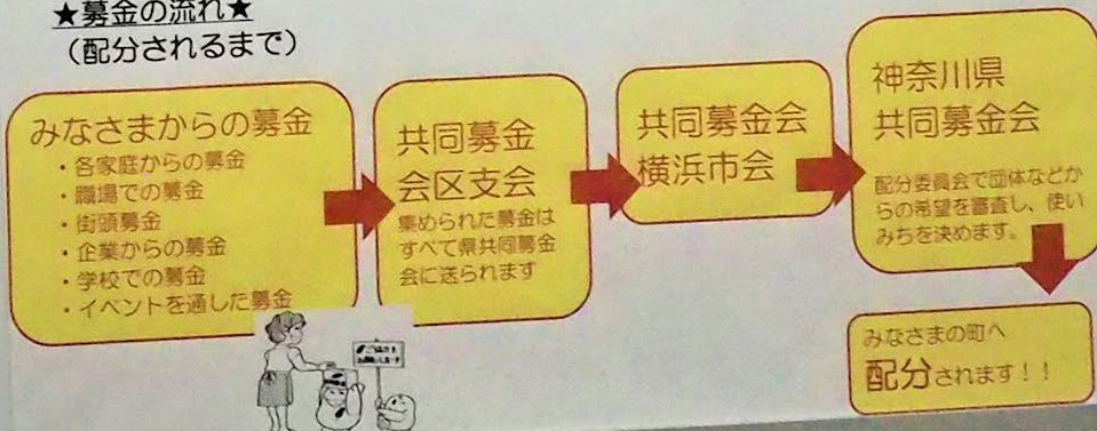 ★募金の流れ★
(配分されるまで)
みなさまからの募金
・各家庭からの募金
・職場での募金
・街頭募金
・企業からの募金
・学校での募金
・イベントを通した募金
共同募金
会区支会
集められた募金は
すべて県共同募金
会に送られます
共同募金会
横浜市会
神奈川県
共同募金会
配分委員会で団体などか
らの希望を審査し、使い
みちを決めます。
みなさまの町へ
配分されます！！